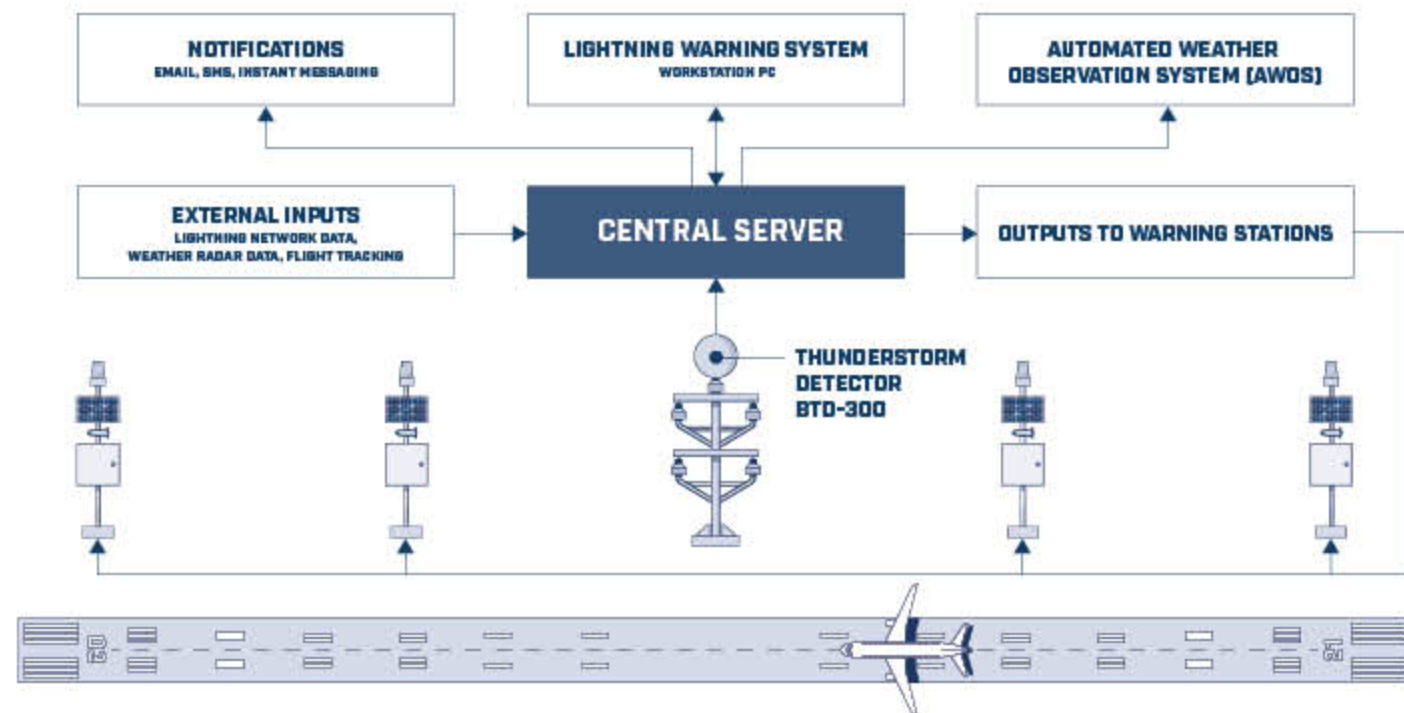 NOTIFICATIONS
EMAIL, SMS, INSTANT MESSAGING
LIGHTNING WARNING SYSTEM
WORKSTATION PC
AUTOMATED WEATHER
OBSERVATION SYSTEM (AWOS)
EXTERNAL INPUTS
LIGHTNING NETWORK DATA,
WEATHER RADAR DATA, FLIGHT TRACKING
CENTRAL SERVER
OUTPUTS TO WARNING STATIONS
THUNDERSTORM
DETECTOR
BTD-300
21